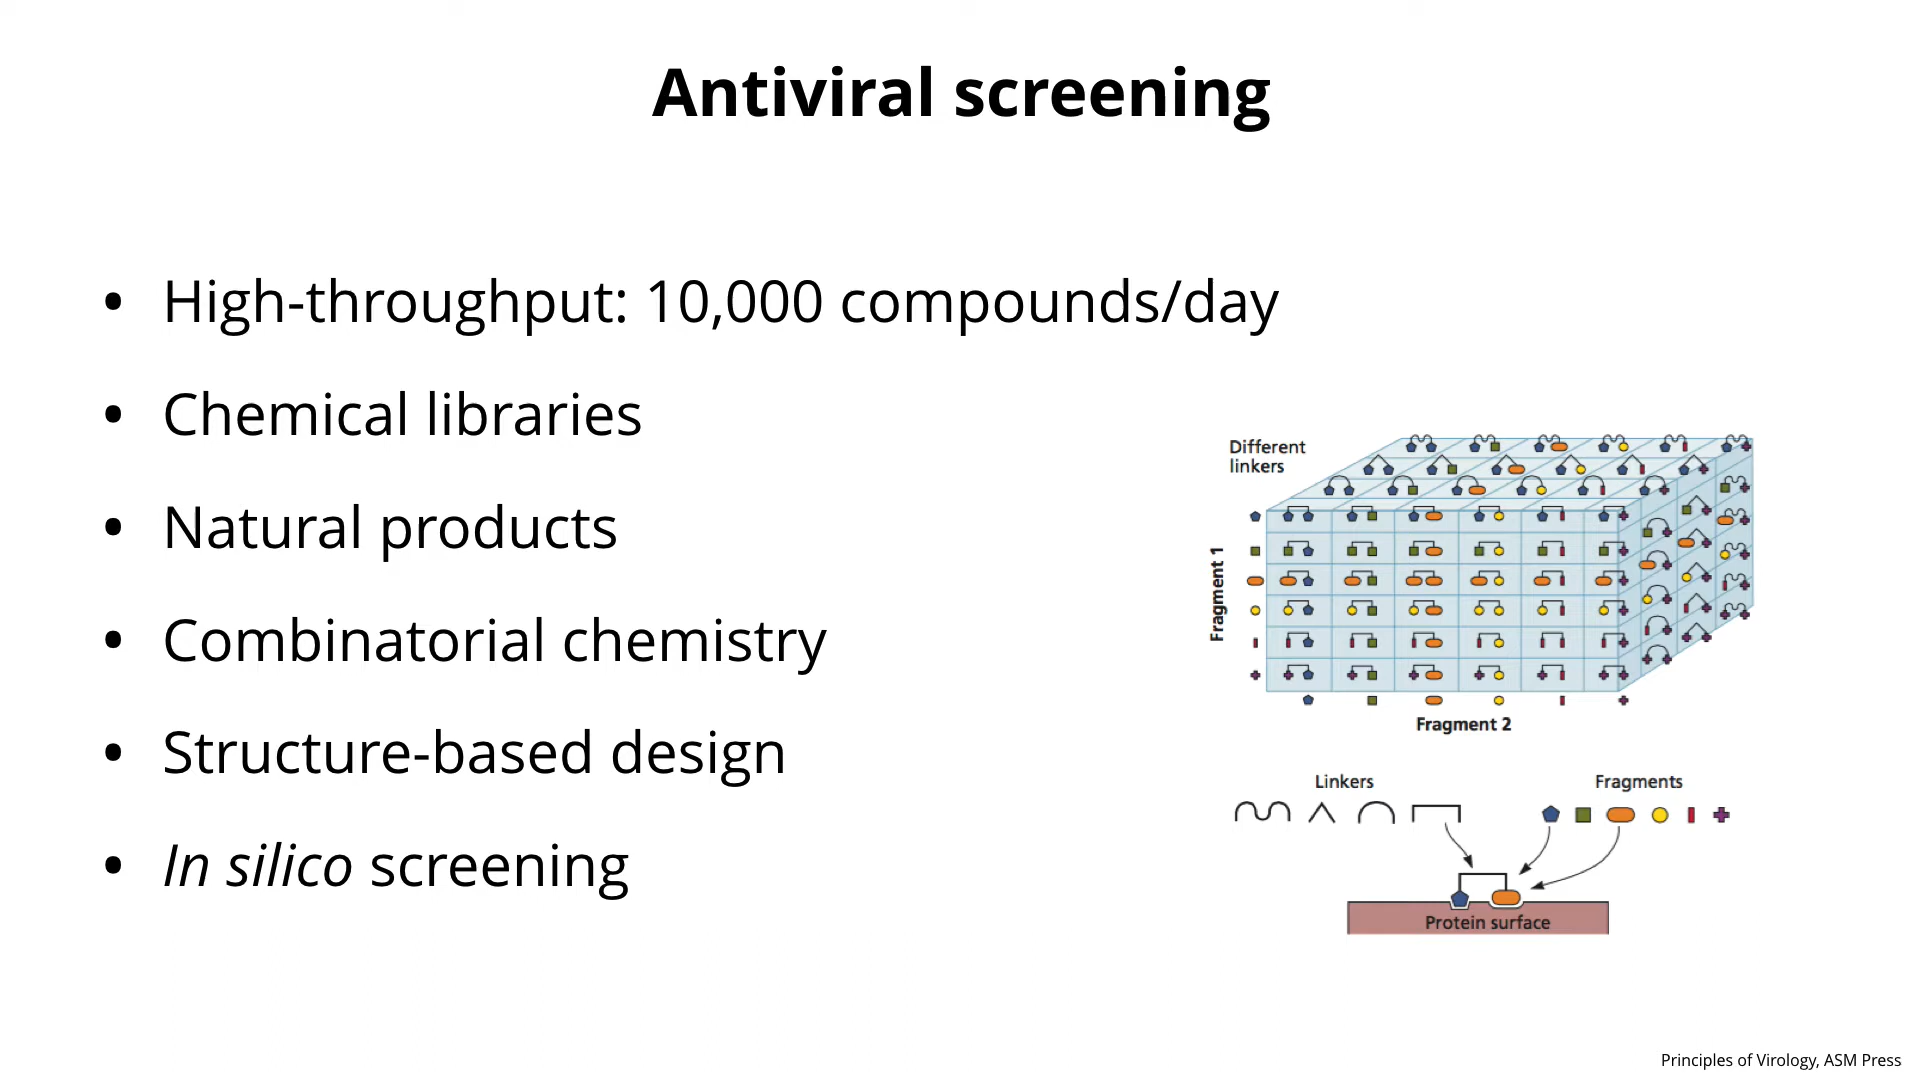 Antiviral screening
• High-throughput: 10,000 compounds/day
• Chemical libraries
• Natural products
• Combinatorial chemistry
• Structure-based design
• In silico screening
Different
linkers
Fragment 1
Fragment 2
Linkers
Fragments
Protein surface
Principles of Virology, ASM Press